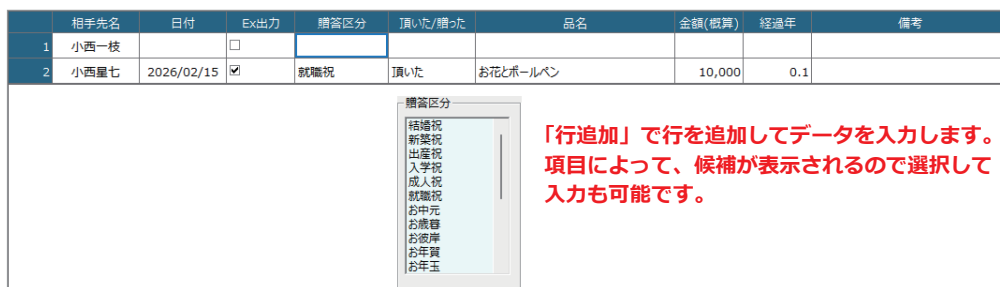 相手先名 日付 Ex出力 贈答区分 頂いた/贈った 品名 金額(概算) 経過年 備考
1 小西一枝
2 小西星七 2026/02/15 就職祝 頂いた お花とボールペン 10,000 0.1
贈答区分
結婚祝
新築祝
出産祝
入学祝
成人祝
就職祝
お中元
お歳暮
お彼岸
お年賀
お年玉
「行追加」で行を追加してデータを入力します。
項目によって、候補が表示されるので選択して
入力も可能です。